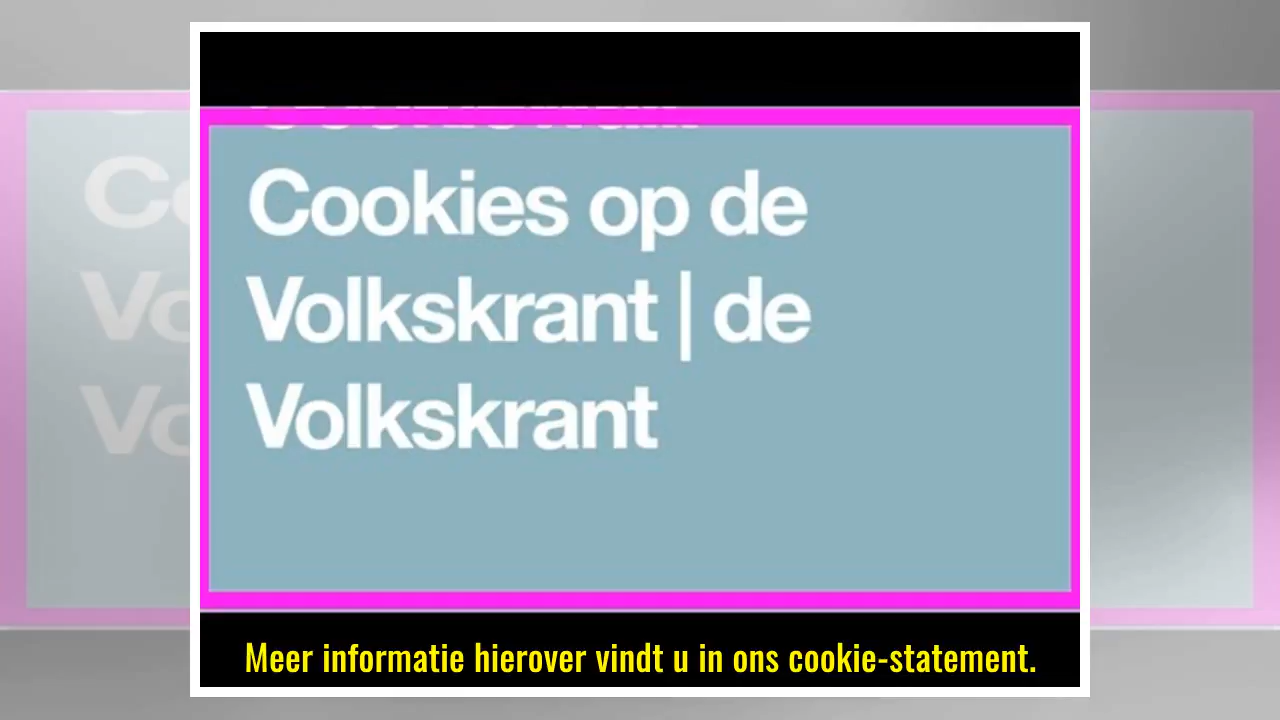 Cookies op de
Volkskrant | de
Volkskrant
Meer informatie hierover vindt u in ons cookie-statement.